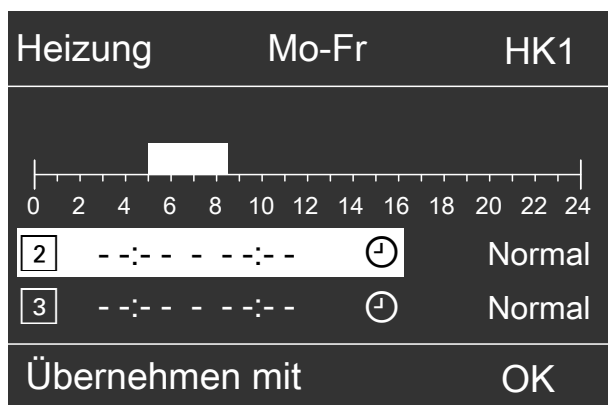 Heizung Mo-Fr HK1
0 2 4 6 8 10 12 14 16 18 20 22 24
2 - -:- - - - -:- - Normal
3 - -:- - - - -:- - Normal
Übernehmen mit OK